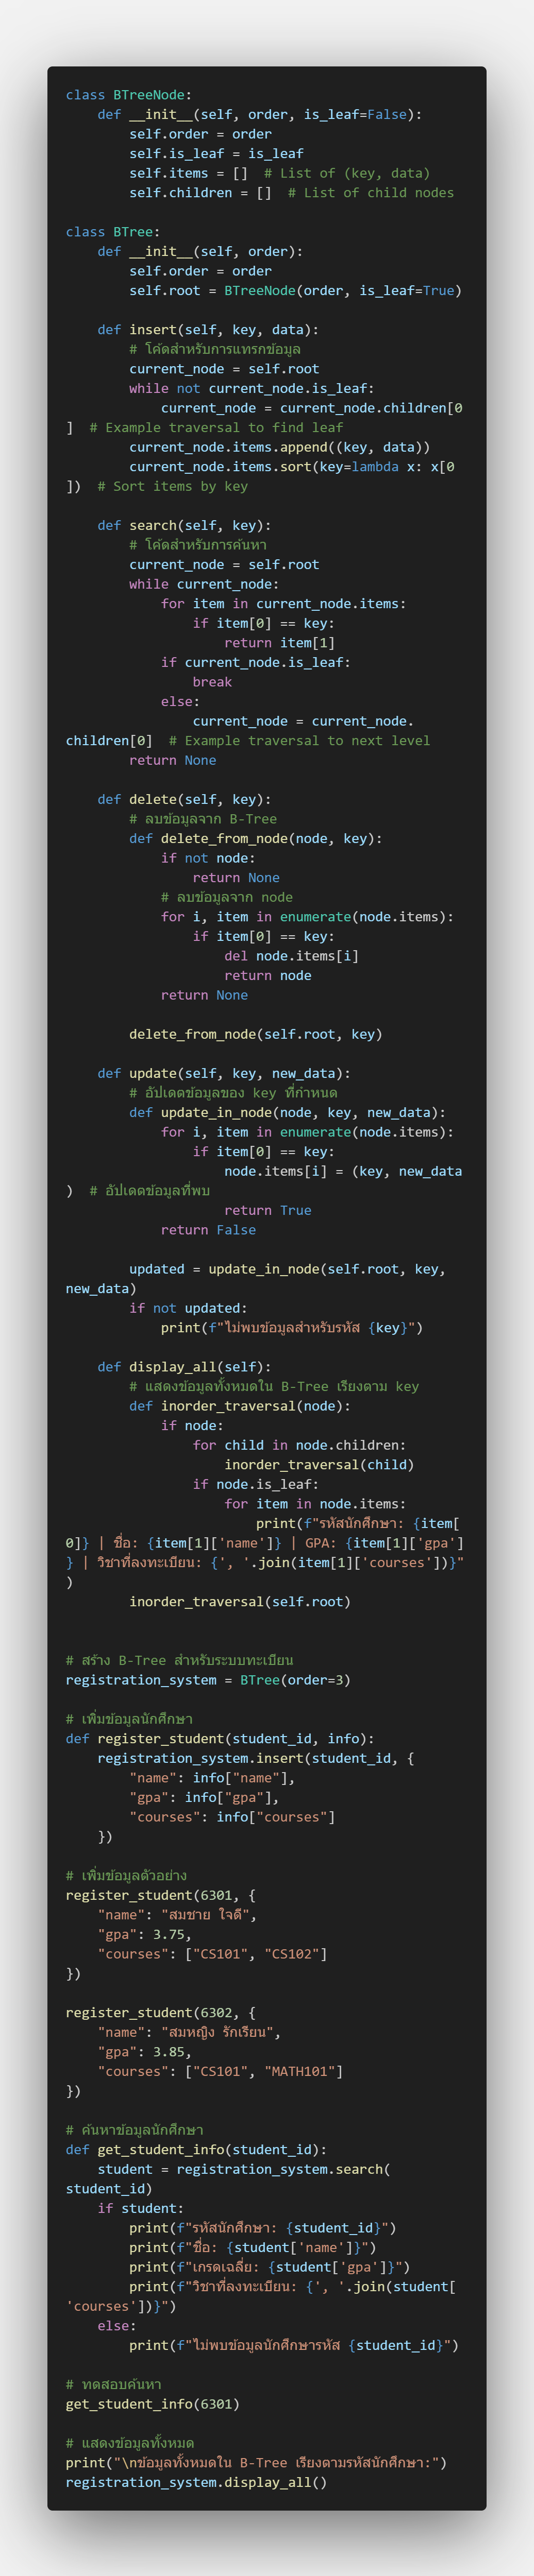 class BTreeNode:
    def __init__(self, order, is_leaf=False):
        self.order = order
        self.is_leaf = is_leaf
        self.items = []  # List of (key, data)
        self.children = []  # List of child nodes

class BTree:
    def __init__(self, order):
        self.order = order
        self.root = BTreeNode(order, is_leaf=True)

    def insert(self, key, data):
        # โค้ดสำหรับการแทรกข้อมูล
        current_node = self.root
        while not current_node.is_leaf:
            current_node = current_node.children[0
]  # Example traversal to find leaf
        current_node.items.append((key, data))
        current_node.items.sort(key=lambda x: x[0
])  # Sort items by key

    def search(self, key):
        # โค้ดสำหรับการค้นหา
        current_node = self.root
        while current_node:
            for item in current_node.items:
                if item[0] == key:
                    return item[1]
            if current_node.is_leaf:
                break
            else:
                current_node = current_node.
children[0]  # Example traversal to next level
        return None

    def delete(self, key):
        # ลบข้อมูลจาก B-Tree
        def delete_from_node(node, key):
            if not node:
                return None
            # ลบข้อมูลจาก node
            for i, item in enumerate(node.items):
                if item[0] == key:
                    del node.items[i]
                    return node
            return None

        delete_from_node(self.root, key)

    def update(self, key, new_data):
        # อัปเดตข้อมูลของ key ที่กำหนด
        def update_in_node(node, key, new_data):
            for i, item in enumerate(node.items):
                if item[0] == key:
                    node.items[i] = (key, new_data
)  # อัปเดตข้อมูลที่พบ
                    return True
            return False

        updated = update_in_node(self.root, key,
new_data)
        if not updated:
            print(f"ไม่พบข้อมูลสำหรับรหัส {key}")

    def display_all(self):
        # แสดงข้อมูลทั้งหมดใน B-Tree เรียงตาม key
        def inorder_traversal(node):
            if node:
                for child in node.children:
                    inorder_traversal(child)
                if node.is_leaf:
                    for item in node.items:
                        print(f"รหัสนักศึกษา: {item[
0]} | ชื่อ: {item[1]['name']} | GPA: {item[1]['gpa']
} | วิชาที่ลงทะเบียน: {', '.join(item[1]['courses'])}"
)
        inorder_traversal(self.root)


# สร้าง B-Tree สำหรับระบบทะเบียน
registration_system = BTree(order=3)

# เพิ่มข้อมูลนักศึกษา
def register_student(student_id, info):
    registration_system.insert(student_id, {
        "name": info["name"],
        "gpa": info["gpa"],
        "courses": info["courses"]
    })

# เพิ่มข้อมูลตัวอย่าง
register_student(6301, {
    "name": "สมชาย ใจดี",
    "gpa": 3.75,
    "courses": ["CS101", "CS102"]
})

register_student(6302, {
    "name": "สมหญิง รักเรียน",
    "gpa": 3.85,
    "courses": ["CS101", "MATH101"]
})

# ค้นหาข้อมูลนักศึกษา
def get_student_info(student_id):
    student = registration_system.search(
student_id)
    if student:
        print(f"รหัสนักศึกษา: {student_id}")
        print(f"ชื่อ: {student['name']}")
        print(f"เกรดเฉลี่ย: {student['gpa']}")
        print(f"วิชาที่ลงทะเบียน: {', '.join(student[
'courses'])}")
    else:
        print(f"ไม่พบข้อมูลนักศึกษารหัส {student_id}")

# ทดสอบค้นหา
get_student_info(6301)

# แสดงข้อมูลทั้งหมด
print("\nข้อมูลทั้งหมดใน B-Tree เรียงตามรหัสนักศึกษา:")
registration_system.display_all()